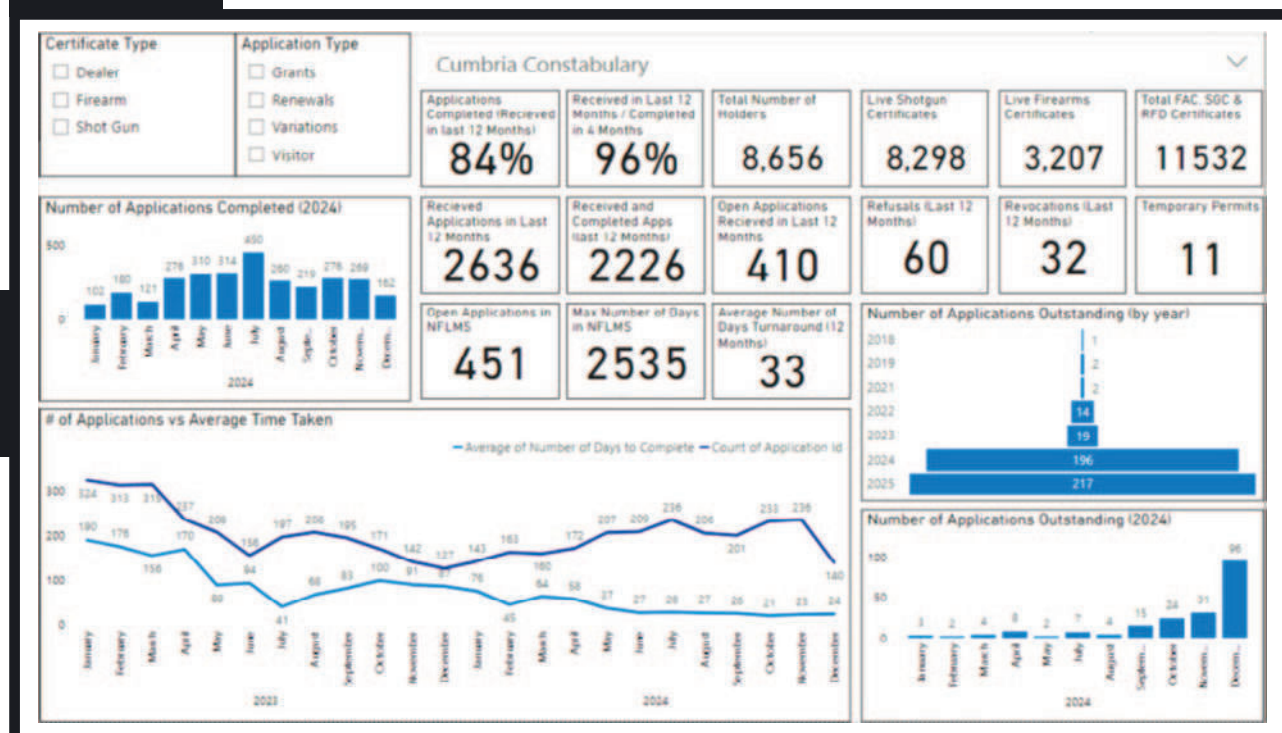 Certificate Type
Dealer
Firearm
Shot Gun
Application Type
Grants
Renewals
Variations
Visitor
Cumbria Constabulary
Applications
Completed (Recieved
in last 12 Months)
84%
Received in Last 12
Months / Completed
in 4 Months
96%
Total Number of
Holders
8,656
Live Shotgun
Certificates
8,298
Live Firearms
Certificates
3,207
Total FAC, SGC &
RFD Certificates
11532
Number of Applications Completed (2024)
500
0
102
180
121
276
310
314
450
260
219
276
269
162
January
February
March
April
May
June
July
August
Septe...
October
Novem...
Decem...
2024
Recieved
Applications in Last
12 Months
2636
Received and
Completed Apps
(last 12 Months)
2226
Open Applications
Recieved in Last 12
Months
410
Refusals (Last 12
Months)
60
Revocations (Last
12 Months)
32
Temporary Permits
11
Open Applications in
NFLMS
451
Max Number of Days
in NFLMS
2535
Average Number of
Days Turnaround (12
Months)
33
Number of Applications Outstanding (by year)
2018 1
2019 2
2021 2
2022 14
2023 19
2024 196
2025 217
# of Applications vs Average Time Taken
Average of Number of Days to Complete
Count of Application Id
300
200
100
0
324
313
315
237
208
156
197
208
195
171
142
127
143
163
160
172
207
209
236
206
201
233
236
140
190
176
156
170
89
94
41
68
83
100
91
87
76
45
64
58
37
27
28
27
26
21
23
24
January
February
March
April
May
June
July
August
September
October
November
December
January
February
March
April
May
June
July
August
September
October
November
December
2023
2024
Number of Applications Outstanding (2024)
100
50
0
3
2
4
8
2
7
4
15
24
31
96
January
February
March
April
May
July
August
Septem...
October
Novem...
Decem...
2024